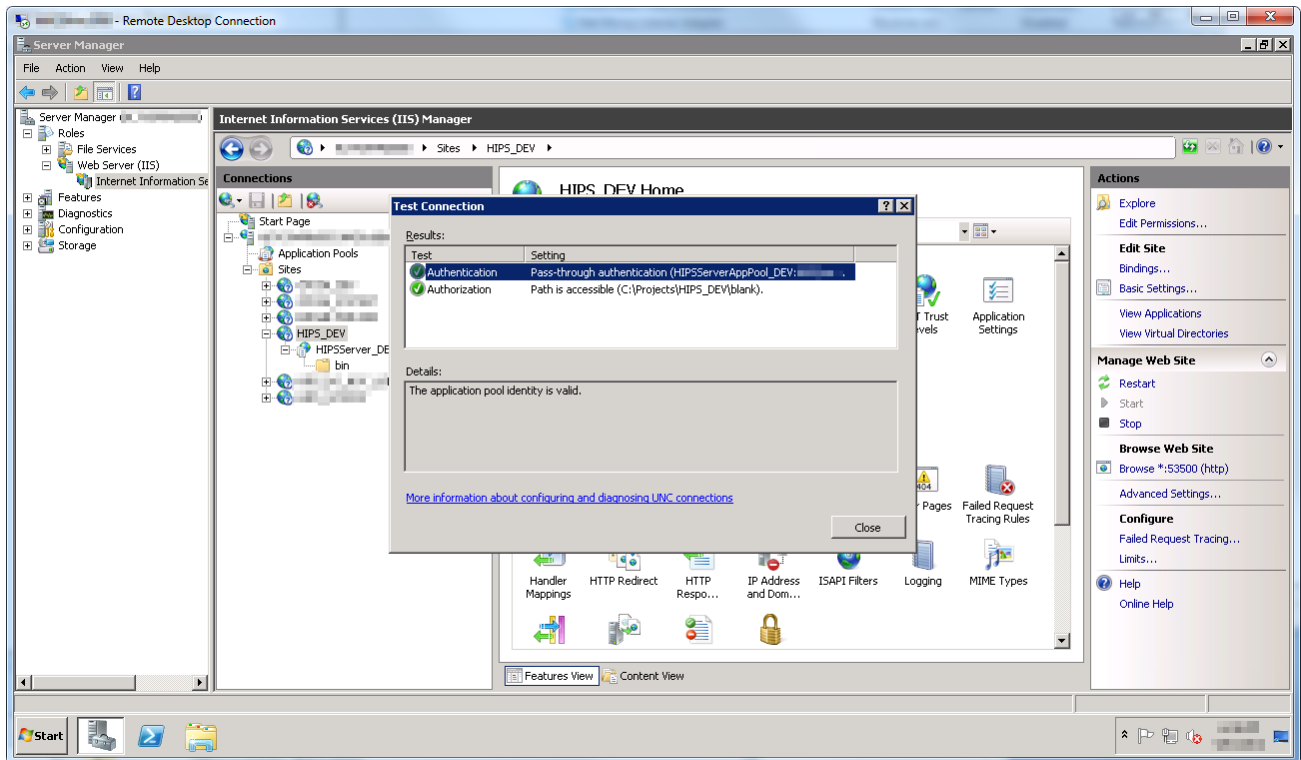 - Remote Desktop Connection
Server Manager
File Action View Help
Server Manager (
Roles
File Services
Web Server (IIS)
Internet Information Se
Features
Diagnostics
Configuration
Storage
Internet Information Services (IIS) Manager
Sites HIPS_DEV
Connections
Start Page
Application Pools
Sites
HIPS_DEV
HIPSServer_DE
bin
HIPS_DEV Home
Test Connection
Results:
Test Setting
Authentication Pass-through authentication (HIPSServerAppPool_DEV:
Authorization Path is accessible (C:\Projects\HIPS_DEV\blank).
Details:
The application pool identity is valid.
More information about configuring and diagnosing UNC connections
Close
T Trust
Application
Settings
404
Pages
Failed Request
Tracing Rules
Handler
Mappings
HTTP Redirect
HTTP
Respo...
IP Address
and Dom...
ISAPI Filters
Logging
MIME Types
Features View Content View
Actions
Explore
Edit Permissions...
Edit Site
Bindings...
Basic Settings...
View Applications
View Virtual Directories
Manage Web Site
Restart
Start
Stop
Browse Web Site
Browse *:53500 (http)
Advanced Settings...
Configure
Failed Request Tracing...
Limits...
Help
Online Help
Start